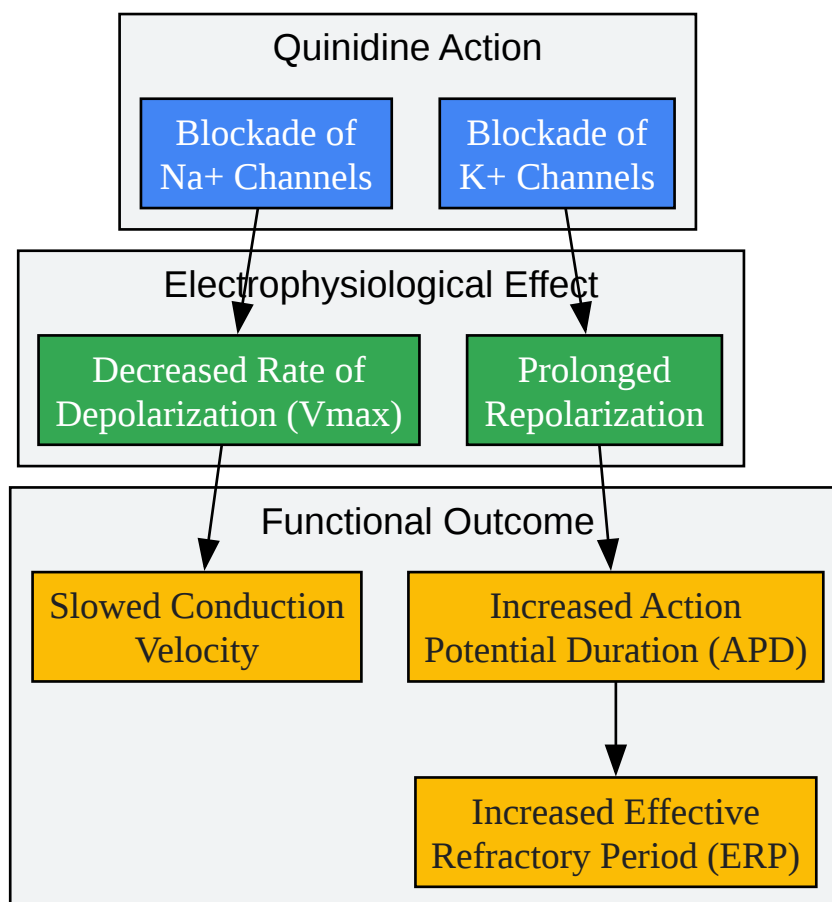 Quinidine Action
Blockade of
Na+ Channels
Blockade of
K+ Channels
Electrophysiological Effect
Decreased Rate of
Depolarization (Vmax)
Prolonged
Repolarization
Functional Outcome
Slowed Conduction
Velocity
Increased Action
Potential Duration (APD)
Increased Effective
Refractory Period (ERP)